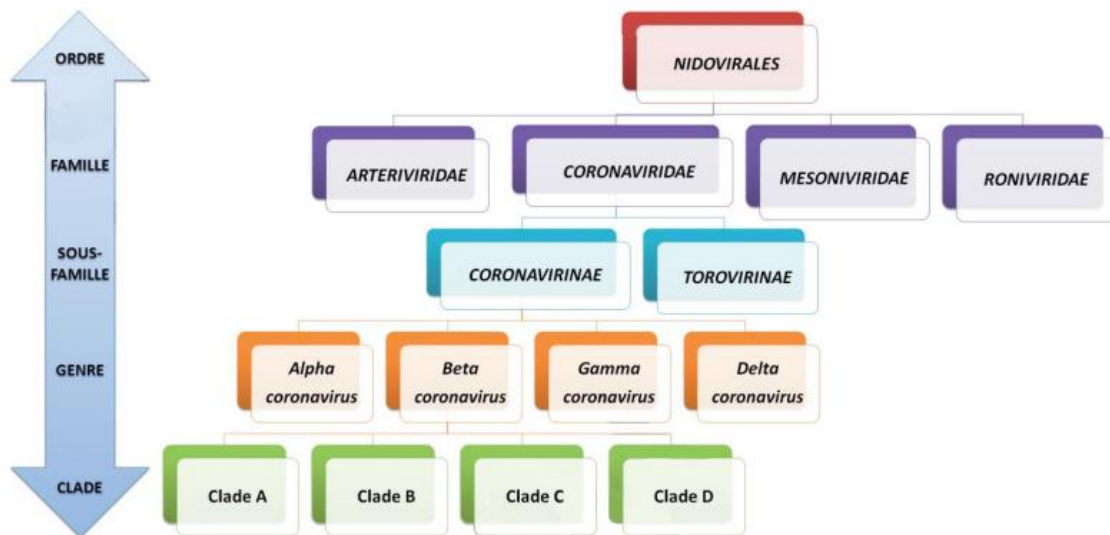 ORDRE
NIDOVIRALES
FAMILLE
ARTERIVIRIDAE
CORONAVIRIDAE
MESONIVIRIDAE
RONIVIRIDAE
SOUS-
FAMILLE
CORONAVIRINAE
TOROVIRINAE
GENRE
Alpha
coronavirus
Beta
coronavirus
Gamma
coronavirus
Delta
coronavirus
CLADE
Clade A
Clade B
Clade C
Clade D